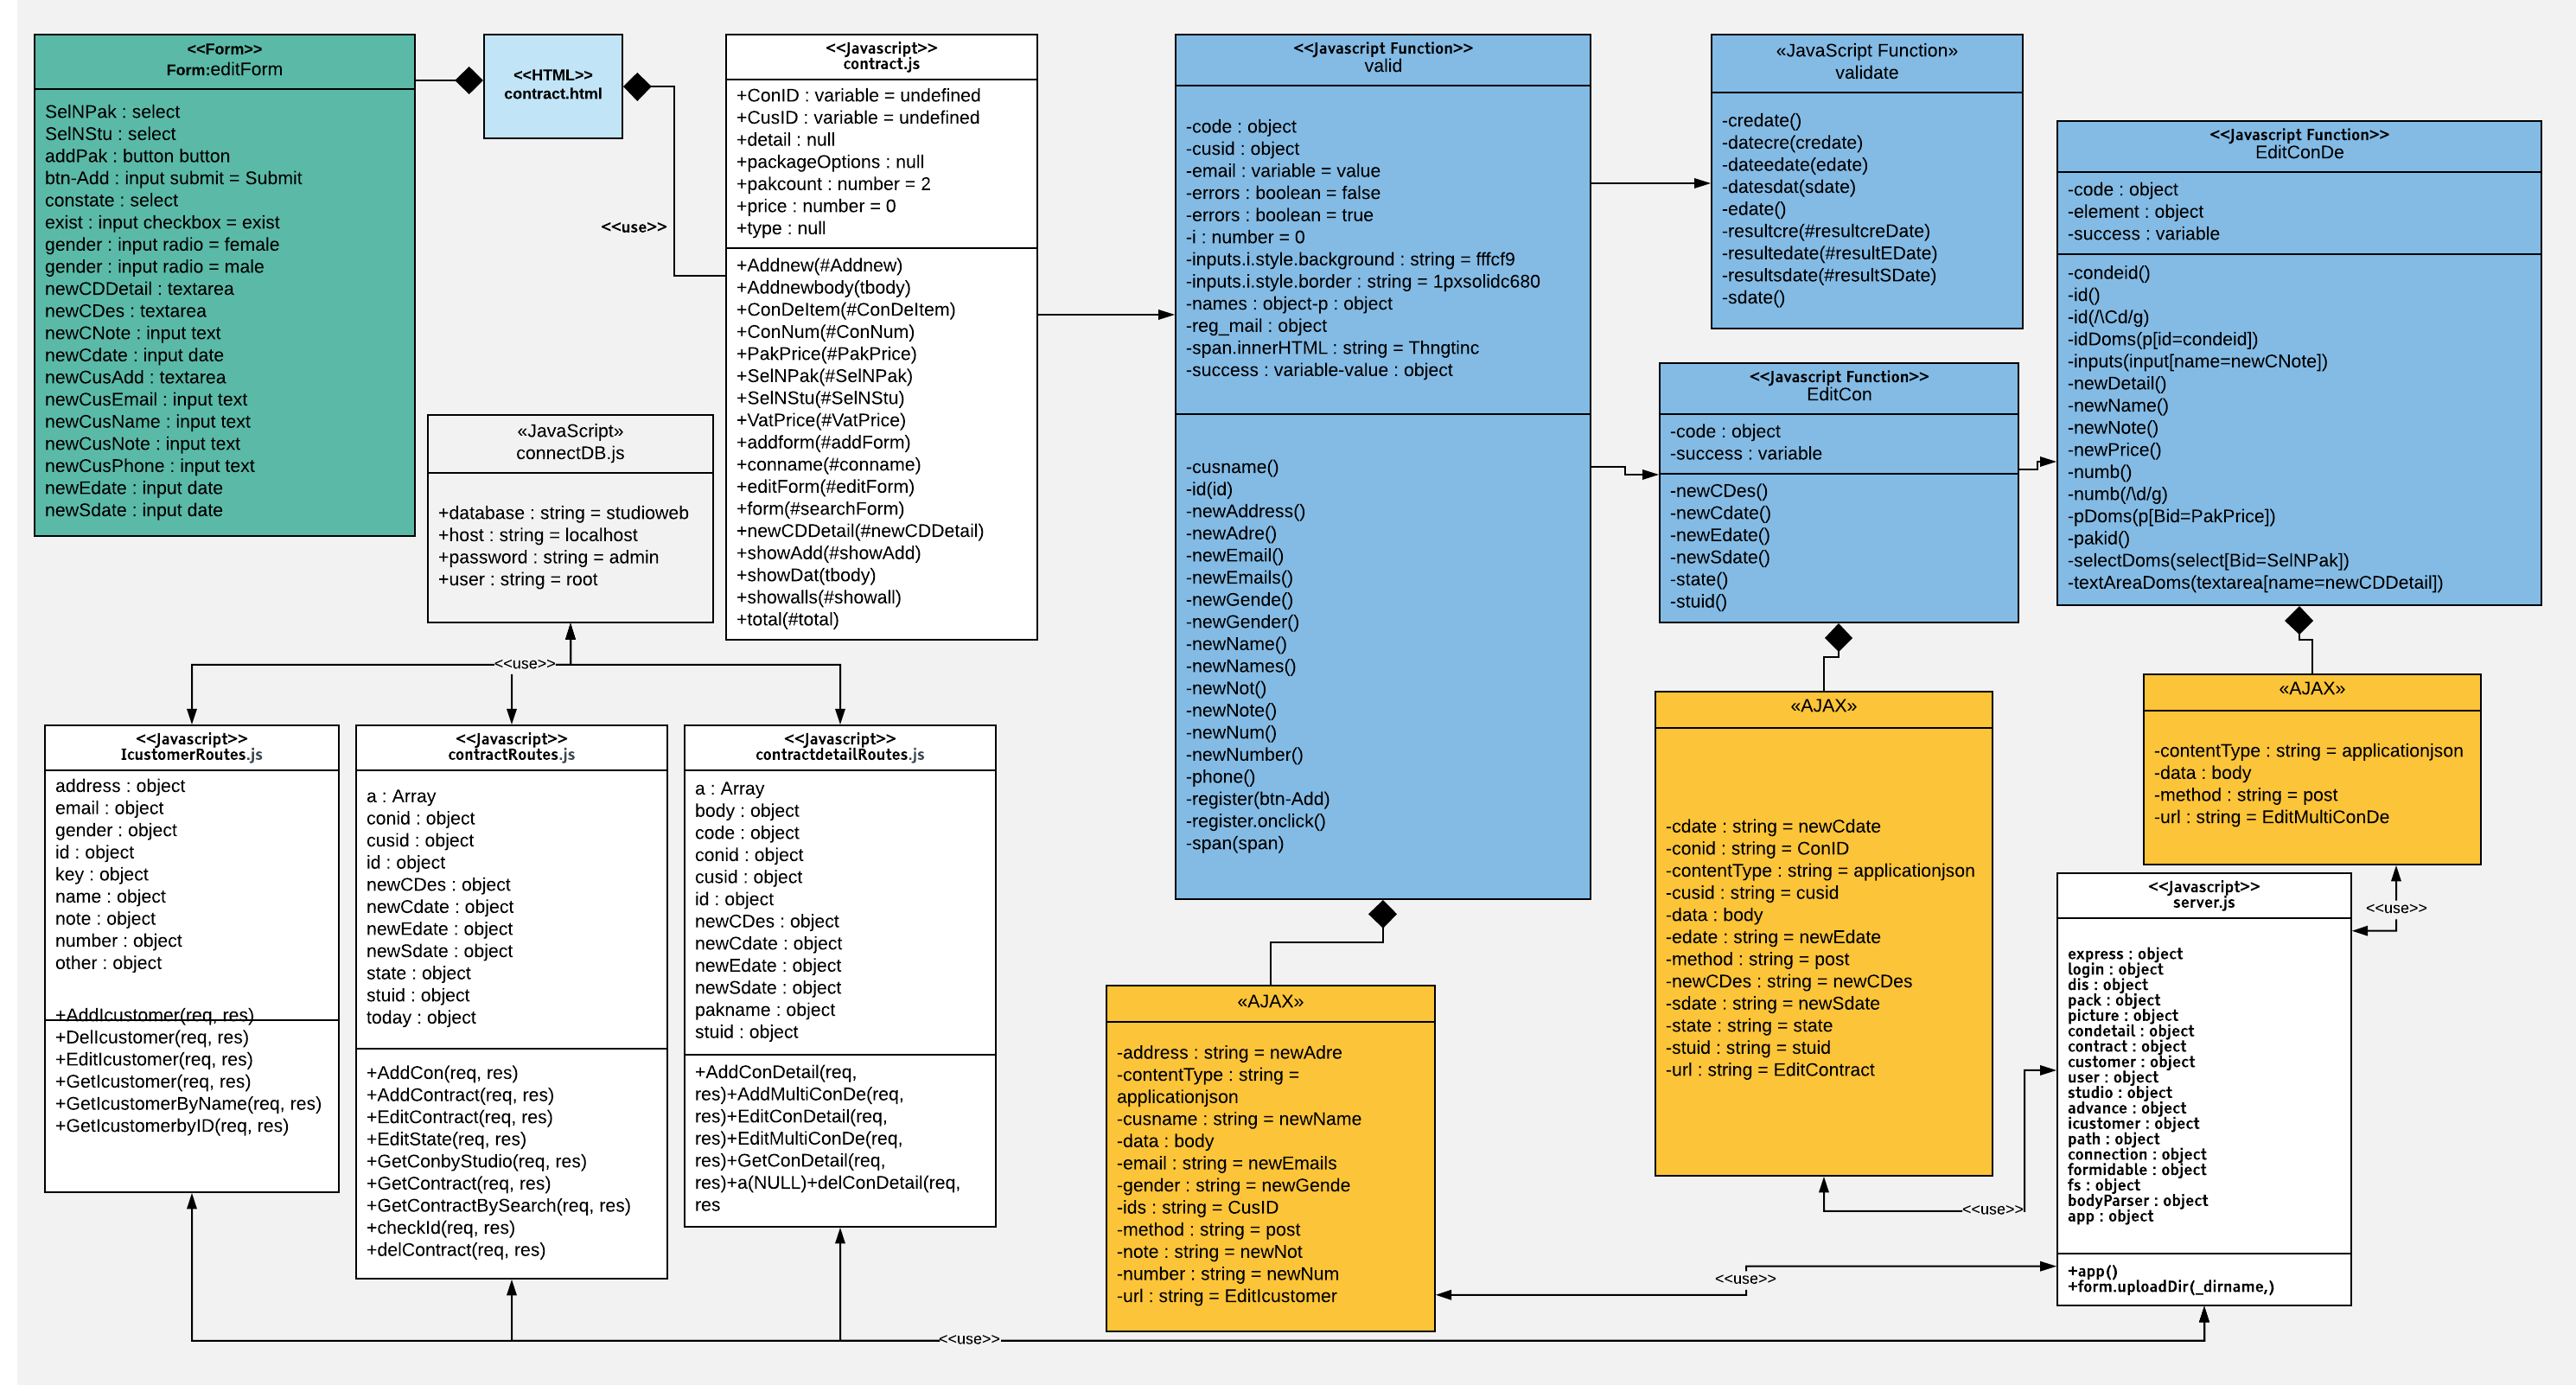 <<Form>>
Form:editForm
SelNPak : select
SelNStu : select
addPak : button button
btn-Add : input submit = Submit
constate : select
exist : input checkbox = exist
gender : input radio = female
gender : input radio = male
newCDDetail : textarea
newCDes : textarea
newCNote : input text
newCdate : input date
newCusAdd : textarea
newCusEmail : input text
newCusName : input text
newCusNote : input text
newCusPhone : input text
newEdate : input date
newSdate : input date
<<HTML>>
contract.html
<<use>>
<<Javascript>>
contract.js
+ConID : variable = undefined
+CusID : variable = undefined
+detail : null
+packageOptions : null
+pakcount : number = 2
+price : number = 0
+type : null
+Addnew(#Addnew)
+Addnewbody(tbody)
+ConDeItem(#ConDeItem)
+ConNum(#ConNum)
+PakPrice(#PakPrice)
+SelNPak(#SelNPak)
+SelNStu(#SelNStu)
+VatPrice(#VatPrice)
+addform(#addForm)
+conname(#conname)
+editForm(#editForm)
+form(#searchForm)
+newCDDetail(#newCDDetail)
+showAdd(#showAdd)
+showDat(tbody)
+showalls(#showall)
+total(#total)
«JavaScript»
connectDB.js
+database : string = studioweb
+host : string = localhost
+password : string = admin
+user : string = root
<<use>>
<<Javascript Function>>
valid
-code : object
-cusid : object
-email : variable = value
-errors : boolean = false
-errors : boolean = true
-i : number = 0
-inputs.i.style.background : string = fffcf9
-inputs.i.style.border : string = 1pxsolidc680
-names : object-p : object
-reg_mail : object
-span.innerHTML : string = Thngtinc
-success : variable-value : object
-cusname()
-id(id)
-newAddress()
-newAdre()
-newEmail()
-newEmails()
-newGende()
-newGender()
-newName()
-newNames()
-newNot()
-newNote()
-newNum()
-newNumber()
-phone()
-register(btn-Add)
-register.onclick()
-span(span)
«JavaScript Function»
validate
-credate()
-datecre(credate)
-dateedate(edate)
-datesdat(sdate)
-edate()
-resultcre(#resultcreDate)
-resultedate(#resultEDate)
-resultsdate(#resultSDate)
-sdate()
<<Javascript Function>>
EditCon
-code : object
-success : variable
-newCDes()
-newCdate()
-newEdate()
-newSdate()
-state()
-stuid()
<<Javascript Function>>
EditConDe
-code : object
-element : object
-success : variable
-condeid()
-id()
-id(/\Cd/g)
-idDoms(p[id=condeid])
-inputs(input[name=newCNote])
-newDetail()
-newName()
-newNote()
-newPrice()
-numb()
-numb(/\d/g)
-pDoms(p[Bid=PakPrice])
-pakid()
-selectDoms(select[Bid=SelNPak])
-textAreaDoms(textarea[name=newCDDetail])
<<Javascript>>
IcustomerRoutes.js
address : object
email : object
gender : object
id : object
key : object
name : object
note : object
number : object
other : object
+AddIcustomer(req, res)
+DelIcustomer(req, res)
+EditIcustomer(req, res)
+GetIcustomer(req, res)
+GetIcustomerByName(req, res)
+GetIcustomerbyID(req, res)
<<Javascript>>
contractRoutes.js
a : Array
conid : object
cusid : object
id : object
newCDes : object
newCdate : object
newEdate : object
newSdate : object
state : object
stuid : object
today : object
+AddCon(req, res)
+AddContract(req, res)
+EditContract(req, res)
+EditState(req, res)
+GetConbyStudio(req, res)
+GetContract(req, res)
+GetContractBySearch(req, res)
+checkId(req, res)
+delContract(req, res)
<<Javascript>>
contractdetailRoutes.js
a : Array
body : object
code : object
conid : object
cusid : object
id : object
newCDes : object
newCdate : object
newEdate : object
newSdate : object
pakname : object
stuid : object
+AddConDetail(req,
res)+AddMultiConDe(req,
res)+EditConDetail(req,
res)+EditMultiConDe(req,
res)+GetConDetail(req,
res)+a(NULL)+delConDetail(req,
res
«AJAX»
-address : string = newAdre
-contentType : string =
applicationjson
-cusname : string = newName
-data : body
-email : string = newEmails
-gender : string = newGende
-ids : string = CusID
-method : string = post
-note : string = newNot
-number : string = newNum
-url : string = EditIcustomer
«AJAX»
-cdate : string = newCdate
-conid : string = ConID
-contentType : string = applicationjson
-cusid : string = cusid
-data : body
-edate : string = newEdate
-method : string = post
-newCDes : string = newCDes
-sdate : string = newSdate
-state : string = state
-stuid : string = stuid
-url : string = EditContract
«AJAX»
-contentType : string = applicationjson
-data : body
-method : string = post
-url : string = EditMultiConDe
<<use>>
<<Javascript>>
server.js
express : object
login : object
dis : object
pack : object
picture : object
condetail : object
contract : object
customer : object
user : object
studio : object
advance : object
icustomer : object
path : object
connection : object
formidable : object
fs : object
bodyParser : object
app : object
+app()
+form.uploadDir(_dirname,)
<<use>>
<<use>>
<<use>>